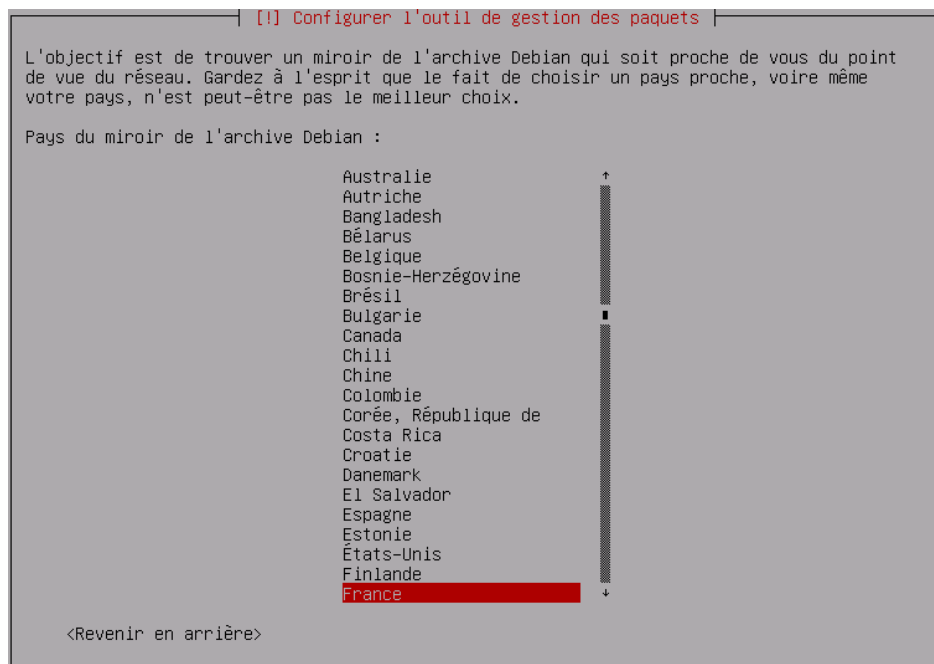 [!] Configurer l'outil de gestion des paquets
L'objectif est de trouver un miroir de l'archive Debian qui soit proche de vous du point
de vue du réseau. Gardez à l'esprit que le fait de choisir un pays proche, voire même
votre pays, n'est peut-être pas le meilleur choix.
Pays du miroir de l'archive Debian :
Australie
Autriche
Bangladesh
Bélarus
Belgique
Bosnie-Herzégovine
Brésil
Bulgarie
Canada
Chili
Chine
Colombie
Corée, République de
Costa Rica
Croatie
Danemark
El Salvador
Espagne
Estonie
États-Unis
Finlande
France
<Revenir en arrière>